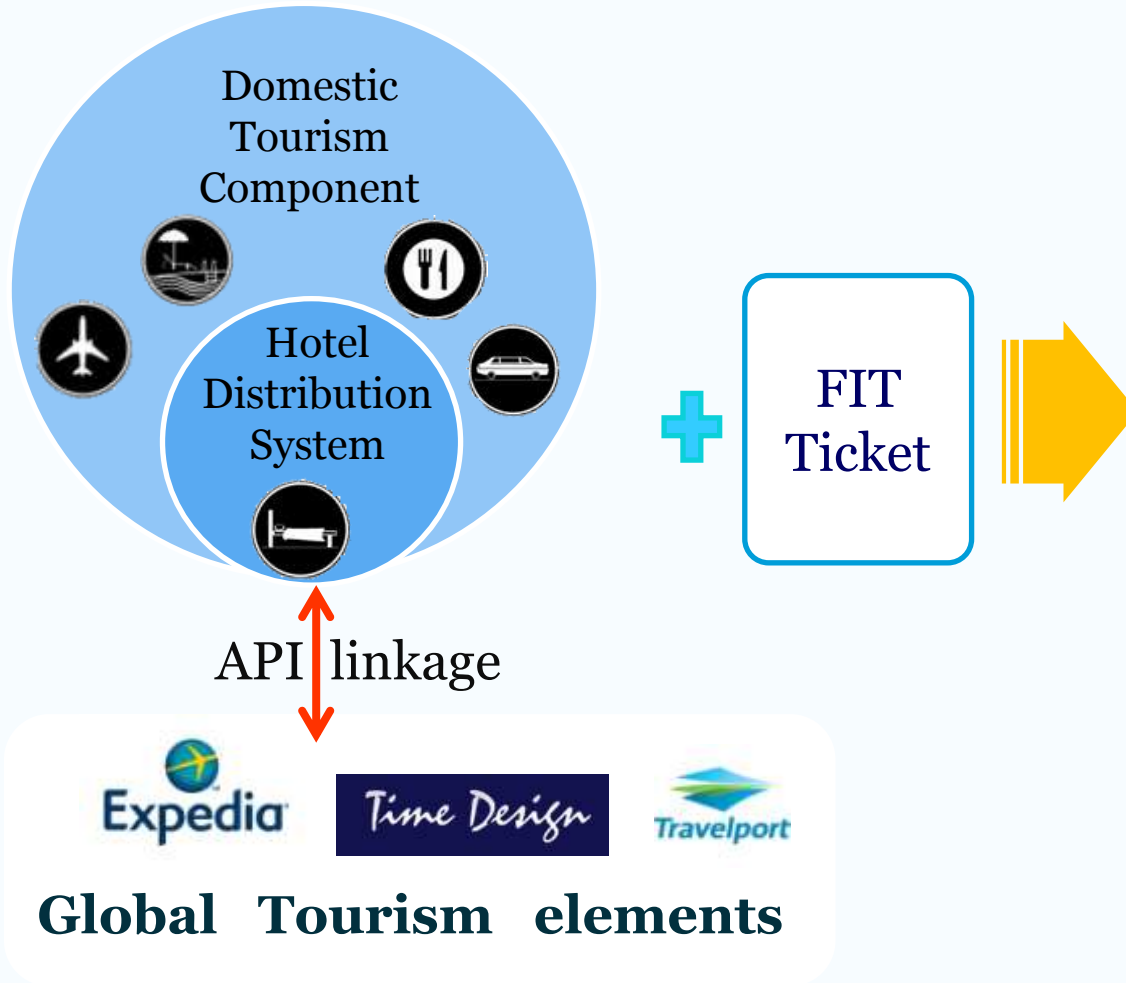 Domestic
Tourism
Component
Hotel
Distribution
System
FIT
Ticket
API linkage
Expedia
Time Design
Travelport
Global Tourism elements